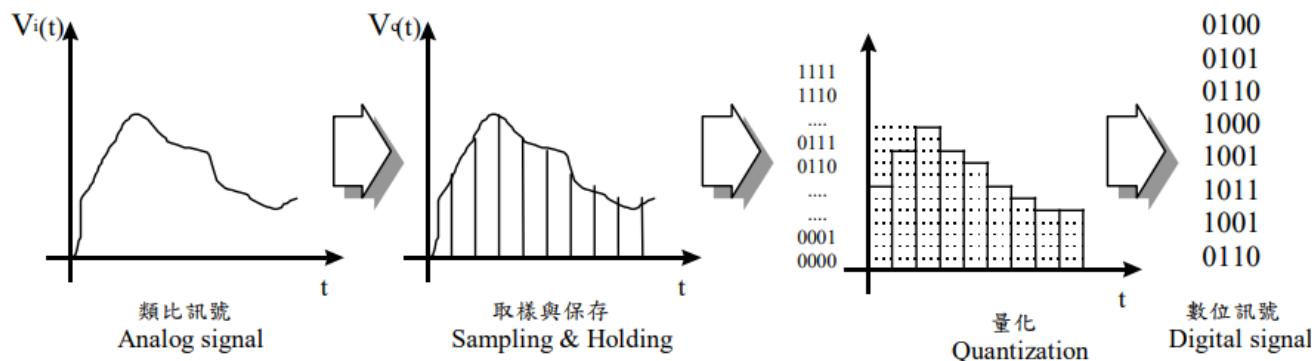 Vi(t)
t
類比訊號
Analog signal
Vq(t)
t
取樣與保存
Sampling & Holding
1111
1110
....
0111
0110
....
....
0001
0000
t
量化
Quantization
0100
0101
0110
1000
1001
1011
1001
0110
數位訊號
Digital signal